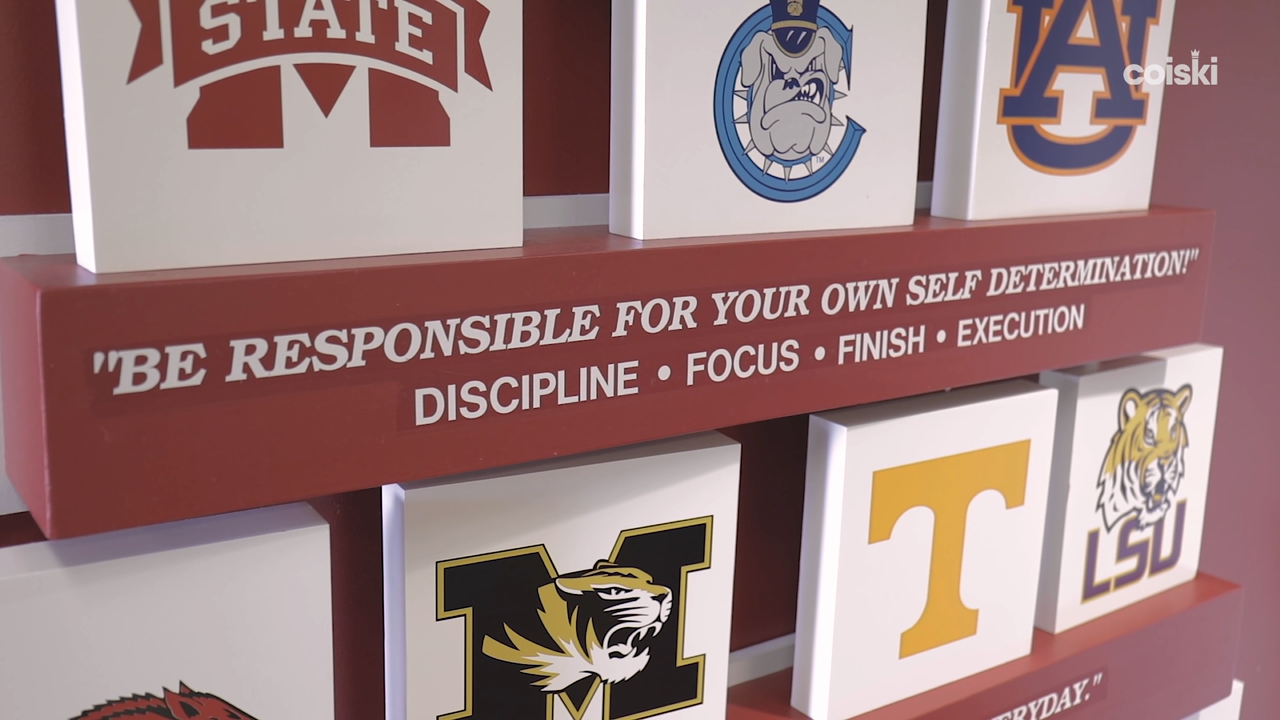 STATE
coiski
"BE RESPONSIBLE FOR YOUR OWN SELF DETERMINATION!"
DISCIPLINE • FOCUS • FINISH • EXECUTION
LSU